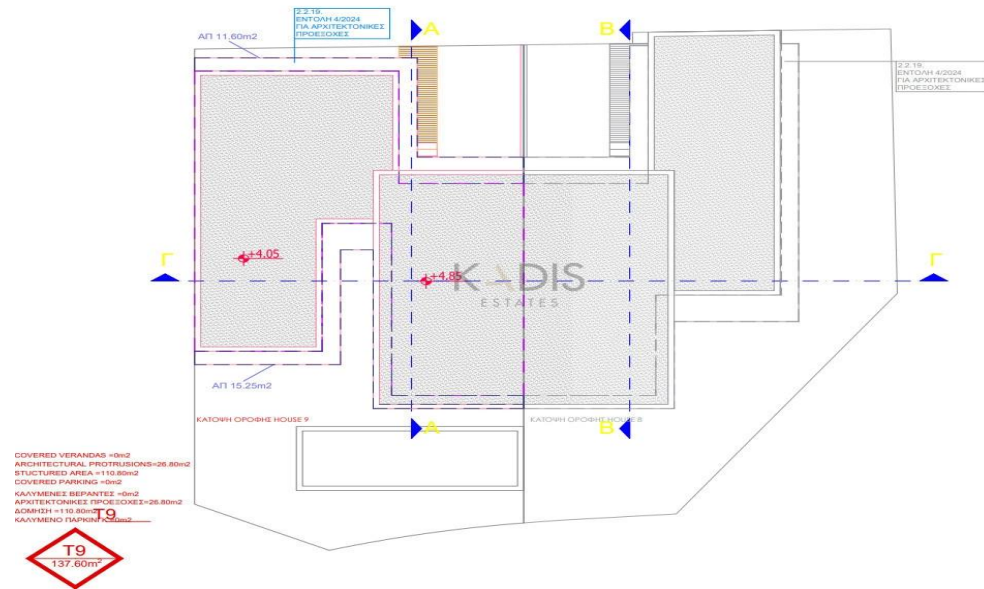 2.2.19.
ΕΝΤΟΛΗ 4/2024
ΓΙΑ ΑΡΧΙΤΕΚΤΟΝΙΚΕΣ
ΠΡΟΕΞΟΧΕΣ
A
B
ΑΠ 11.60m2
2.2.19.
ΕΝΤΟΛΗ 4/2024
ΓΙΑ ΑΡΧΙΤΕΚΤΟΝΙΚΕΣ
ΠΡΟΕΞΟΧΕΣ
+4.05
Γ
Γ
+4.85
KADIS
ESTATES
ΑΠ 15.25m2
ΚΑΤΟΨΗ ΟΡΟΦΗΣ HOUSE 9
ΚΑΤΟΨΗ ΟΡΟΦΗΣ HOUSE 8
A
B
COVERED VERANDAS =0m2
ARCHITECTURAL PROTRUSIONS=26.80m2
STUCTURED AREA =110.80m2
COVERED PARKING =0m2
ΚΑΛΥΜΕΝΕΣ ΒΕΡΑΝΤΕΣ =0m2
ΑΡΧΙΤΕΚΤΟΝΙΚΕΣ ΠΡΟΕΞΟΧΕΣ=26.80m2
ΔΟΜΗΣΗ =110.80m2
ΚΑΛΥΜΕΝΟ ΠΑΡΚΙΝΓΚ=0m2
T9
T9
137.60m²